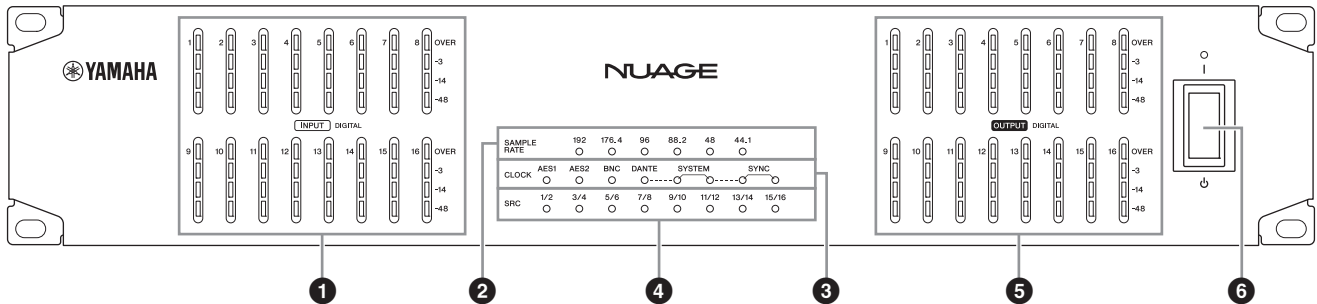 1 2 3 4 5 6 7 8 OVER
-3
-14
-48
INPUT DIGITAL
9 10 11 12 13 14 15 16 OVER
-3
-14
-48
YAMAHA
NUAGE
SAMPLE RATE 192 176.4 96 88.2 48 44.1
CLOCK AES1 AES2 BNC DANTE SYSTEM SYNC
SRC 1/2 3/4 5/6 7/8 9/10 11/12 13/14 15/16
1 2 3 4 5 6 7 8 OVER
-3
-14
-48
OUTPUT DIGITAL
9 10 11 12 13 14 15 16 OVER
-3
-14
-48
I
1 2 4 3 5 6